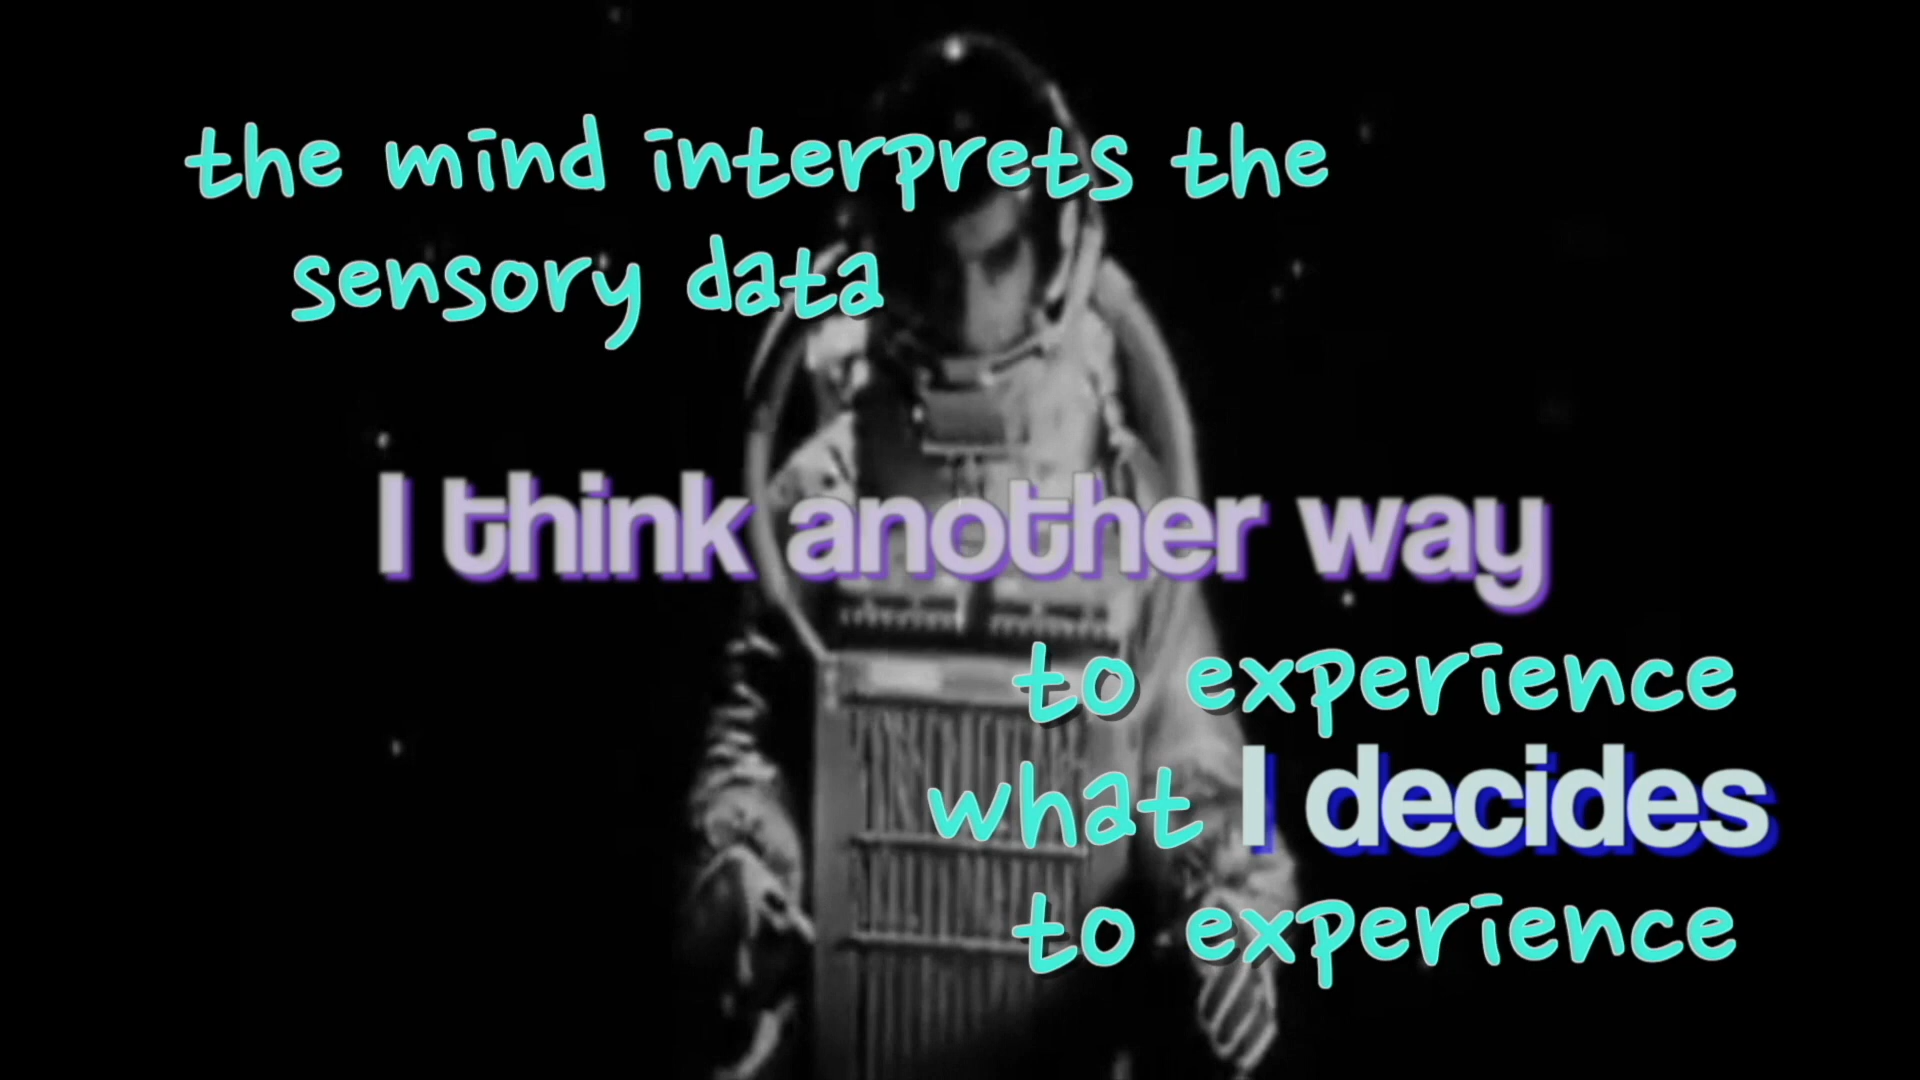 the mind interprets the
sensory data
I think another way
to experience
what I decides
to experience